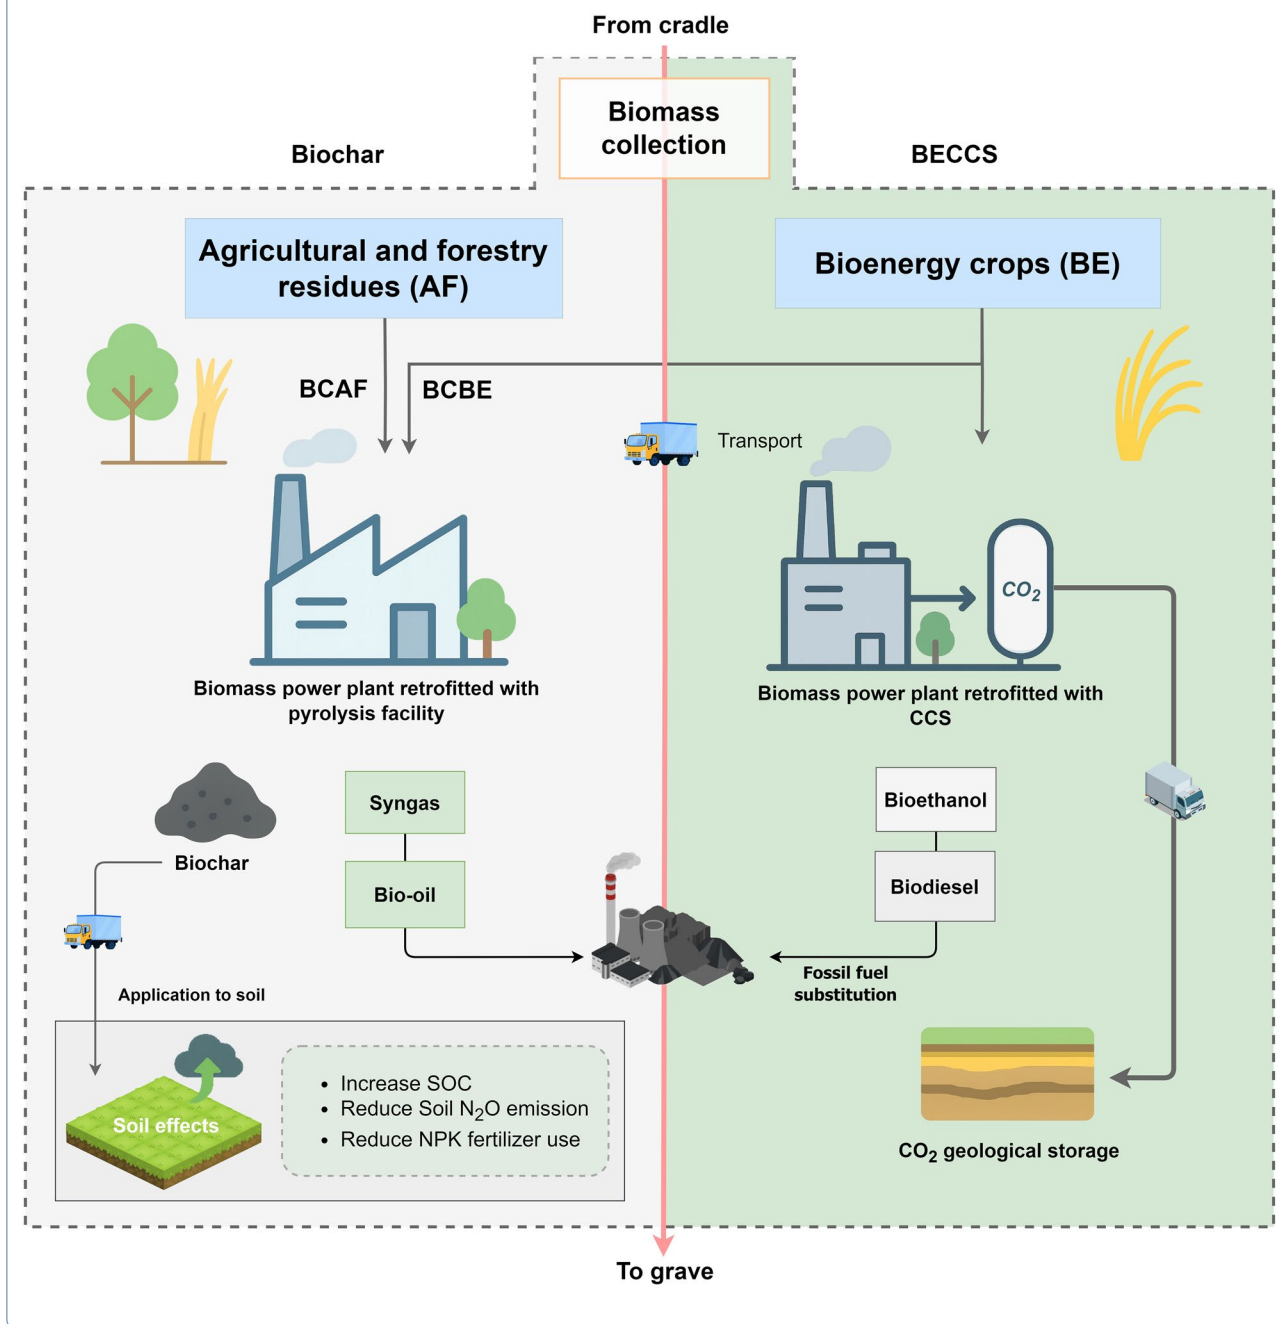 From cradle
Biomass
collection
Biochar
BECCS
Agricultural and forestry
residues (AF)
Bioenergy crops (BE)
BCAF
BCBE
Transport
CO₂
Biomass power plant retrofitted with
pyrolysis facility
Biomass power plant retrofitted with
CCS
Syngas
Bioethanol
Biochar
Bio-oil
Biodiesel
Fossil fuel
substitution
Application to soil
Soil effects
• Increase SOC
• Reduce Soil N₂O emission
• Reduce NPK fertilizer use
CO₂ geological storage
To grave